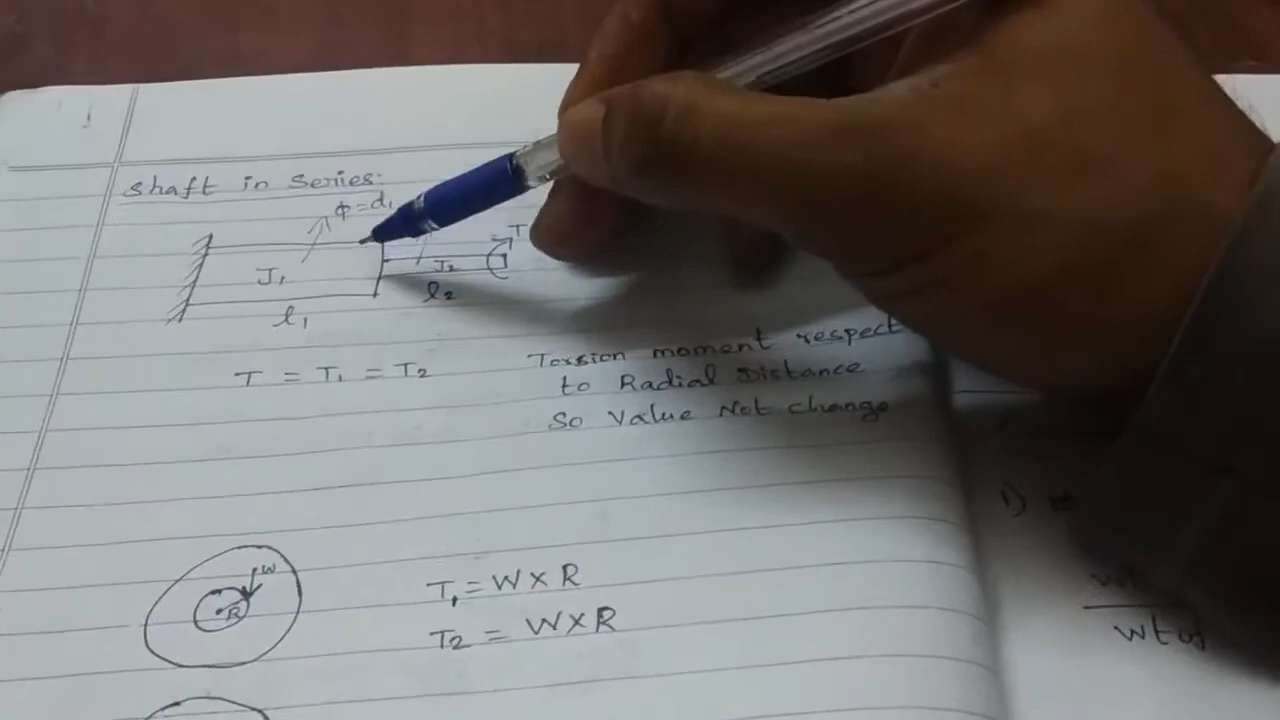 Shaft in Series:
φ = d₁
T
J₁
J₂
l₁
l₂
T = T₁ = T₂
Torsion moment respect
to Radial Distance
So Value Not change
W
R
T₁ = W X R
T₂ = W X R
1)